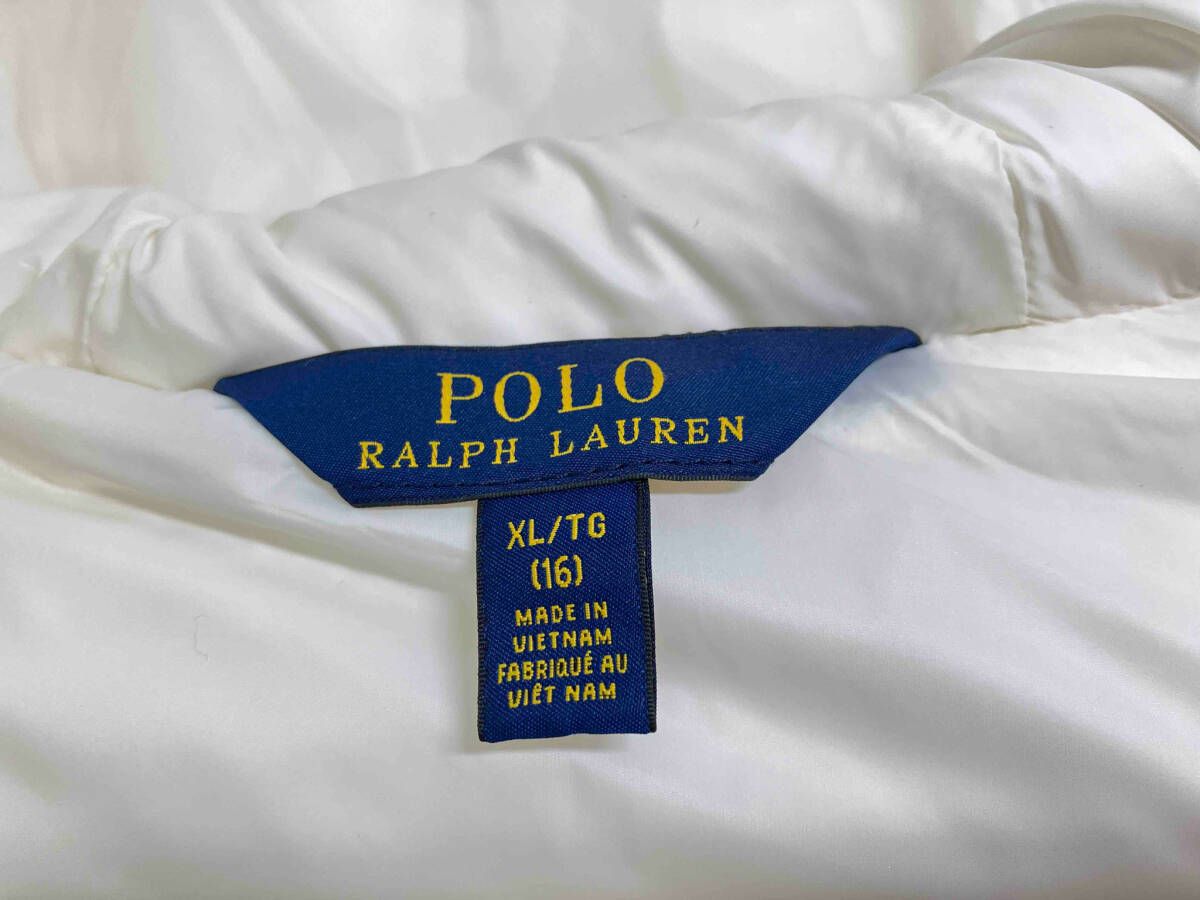 POLO
RALPH LAUREN
XL/TG
(16)
MADE IN
VIETNAM
FABRIQUÉ AU
VIÊT NAM